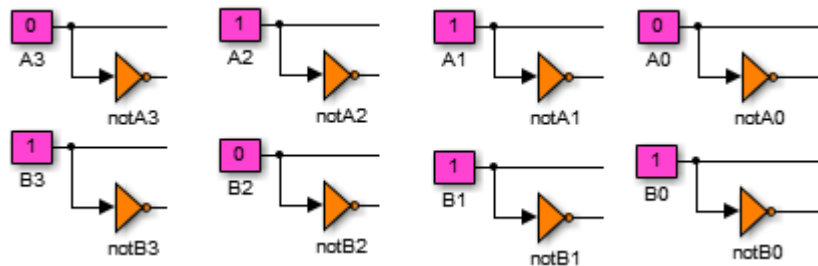 0 1 1 0
A3 A2 A1 A0
notA3 notA2 notA1 notA0
1 0 1 1
B3 B2 B1 B0
notB3 notB2 notB1 notB0